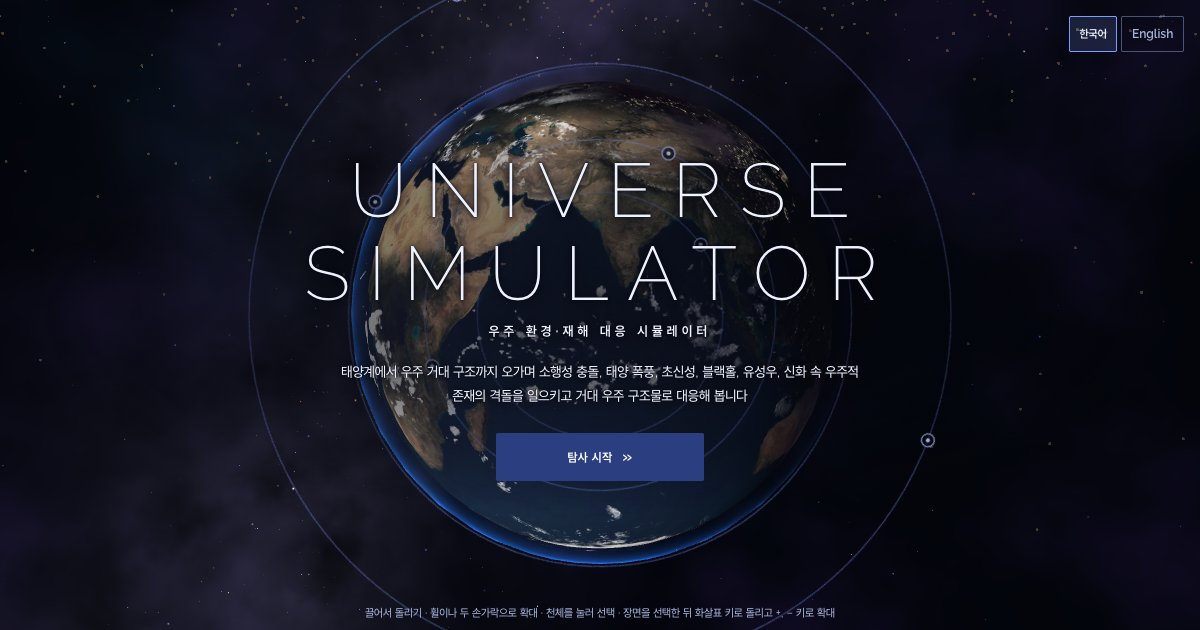 한국어 English
UNIVERSE
SIMULATOR
우주 환경·재해 대응 시뮬레이터
태양계에서 우주 거대 구조까지 오가며 소행성 충돌, 태양 폭풍, 초신성, 블랙홀, 유성우, 신화 속 우주적
존재의 격돌을 일으키고 거대 우주 구조물로 대응해 봅니다
탐사 시작 »
끌어서 돌리기 · 휠이나 두 손가락으로 확대 · 천체를 눌러 선택 · 장면을 선택한 뒤 화살표 키로 돌리고 +, − 키로 확대